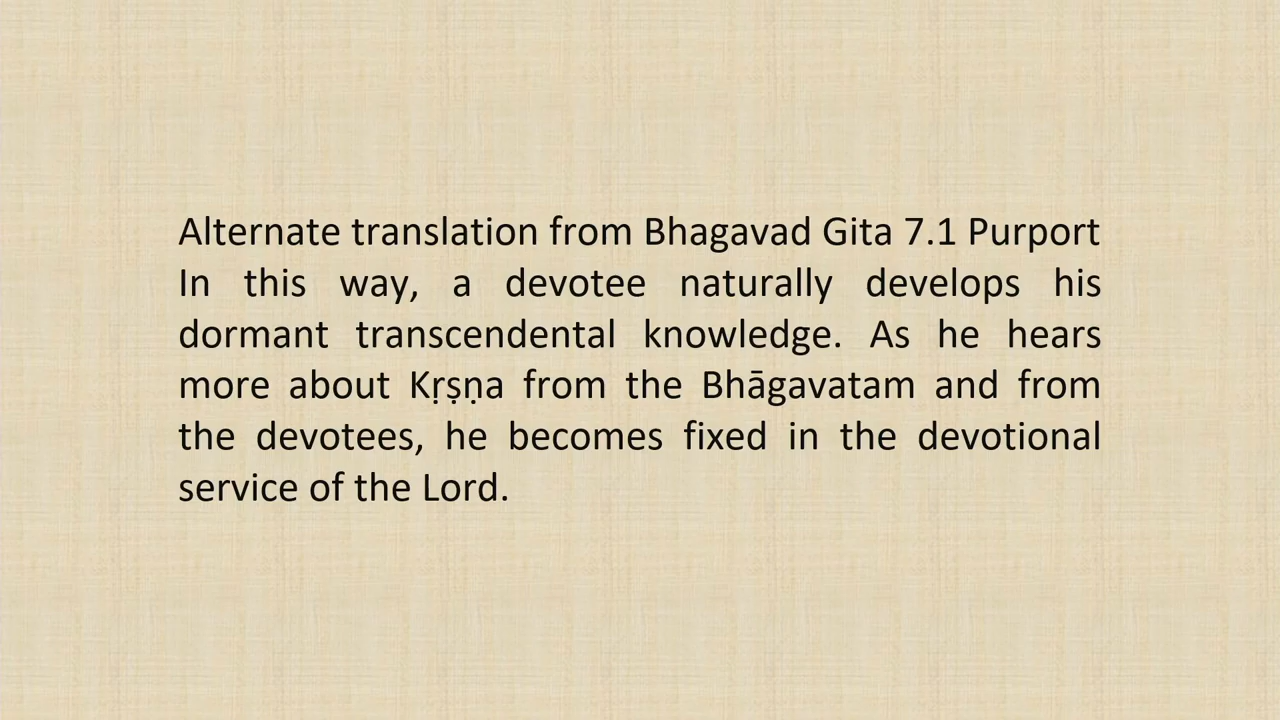 Alternate translation from Bhagavad Gita 7.1 Purport
In this way, a devotee naturally develops his
dormant transcendental knowledge. As he hears
more about Kṛṣṇa from the Bhāgavatam and from
the devotees, he becomes fixed in the devotional
service of the Lord.